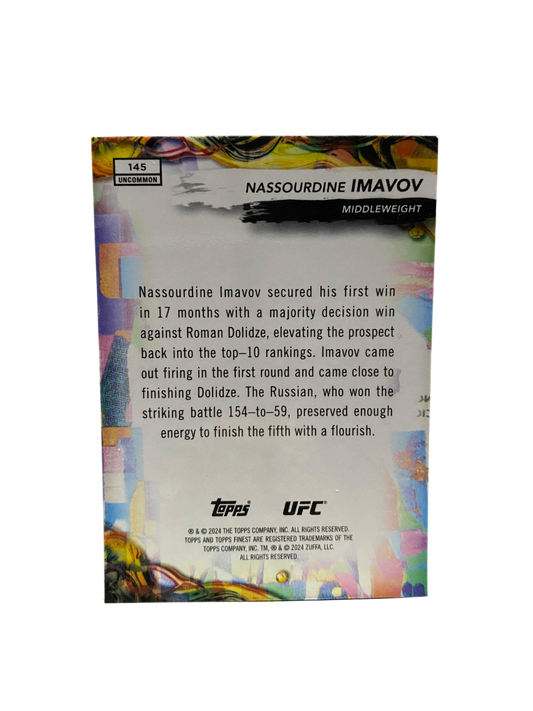 145
UNCOMMON
NASSOURDINE IMAVOV
MIDDLEWEIGHT
Nassourdine Imavov secured his first win
in 17 months with a majority decision win
against Roman Dolidze, elevating the prospect
back into the top–10 rankings. Imavov came
out firing in the first round and came close to
finishing Dolidze. The Russian, who won the
striking battle 154–to–59, preserved enough
energy to finish the fifth with a flourish.
Topps UFC
® & © 2024 THE TOPPS COMPANY, INC. ALL RIGHTS RESERVED.
TOPPS AND TOPPS FINEST ARE REGISTERED TRADEMARKS OF THE
TOPPS COMPANY, INC. TM, ® & © 2024 ZUFFA, LLC.
ALL RIGHTS RESERVED.